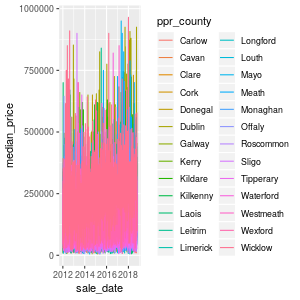 1000000
750000
500000
250000
0
median_price
2012 2014 2016 2018
sale_date
ppr_county
Carlow
Cavan
Clare
Cork
Donegal
Dublin
Galway
Kerry
Kildare
Kilkenny
Laois
Leitrim
Limerick
Longford
Louth
Mayo
Meath
Monaghan
Offaly
Roscommon
Sligo
Tipperary
Waterford
Westmeath
Wexford
Wicklow